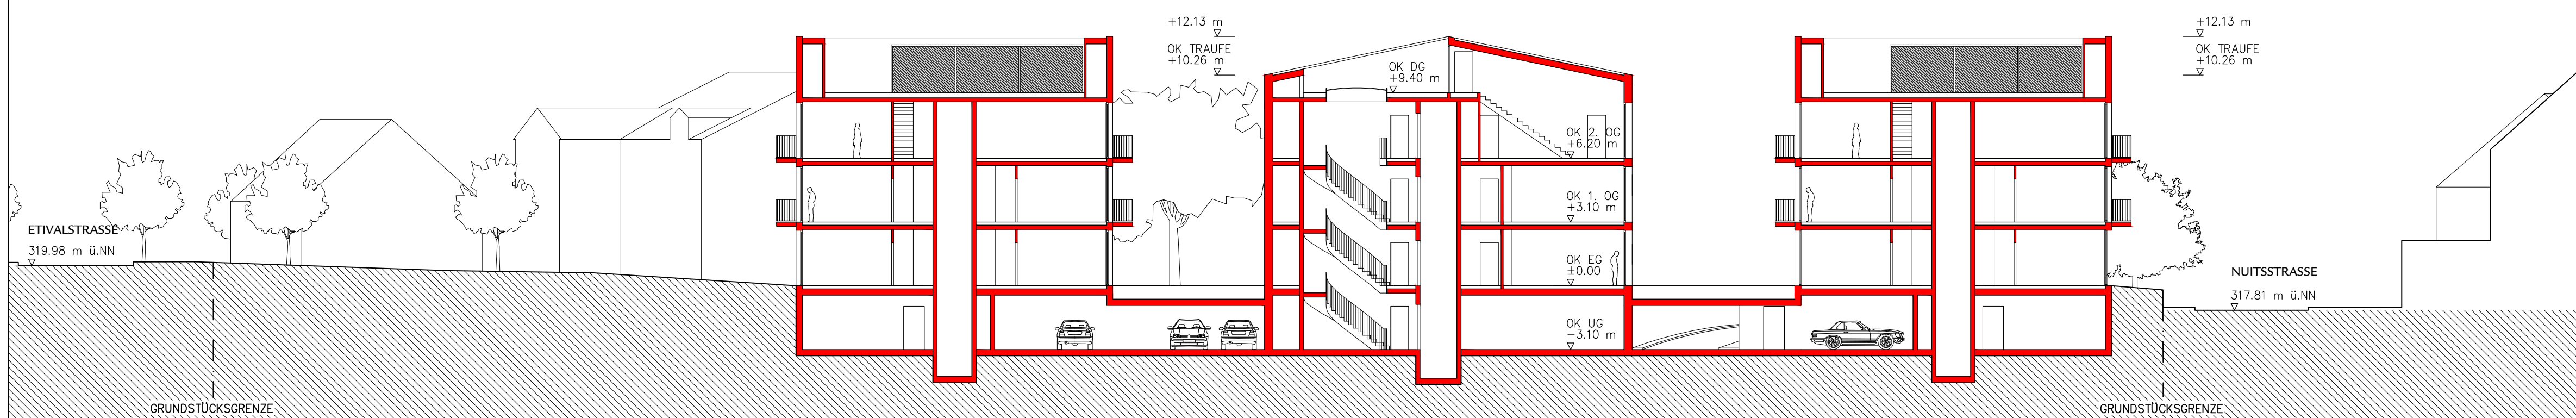 +12.13 m
OK TRAUFE
+10.26 m
OK DG
+9.40 m
OK 2. OG
+6.20 m
OK 1. OG
+3.10 m
OK EG
±0.00
OK UG
−3.10 m
+12.13 m
OK TRAUFE
+10.26 m
ETIVALSTRASSE
319.98 m ü.NN
NUITSSTRASSE
317.81 m ü.NN
GRUNDSTÜCKSGRENZE
GRUNDSTÜCKSGRENZE